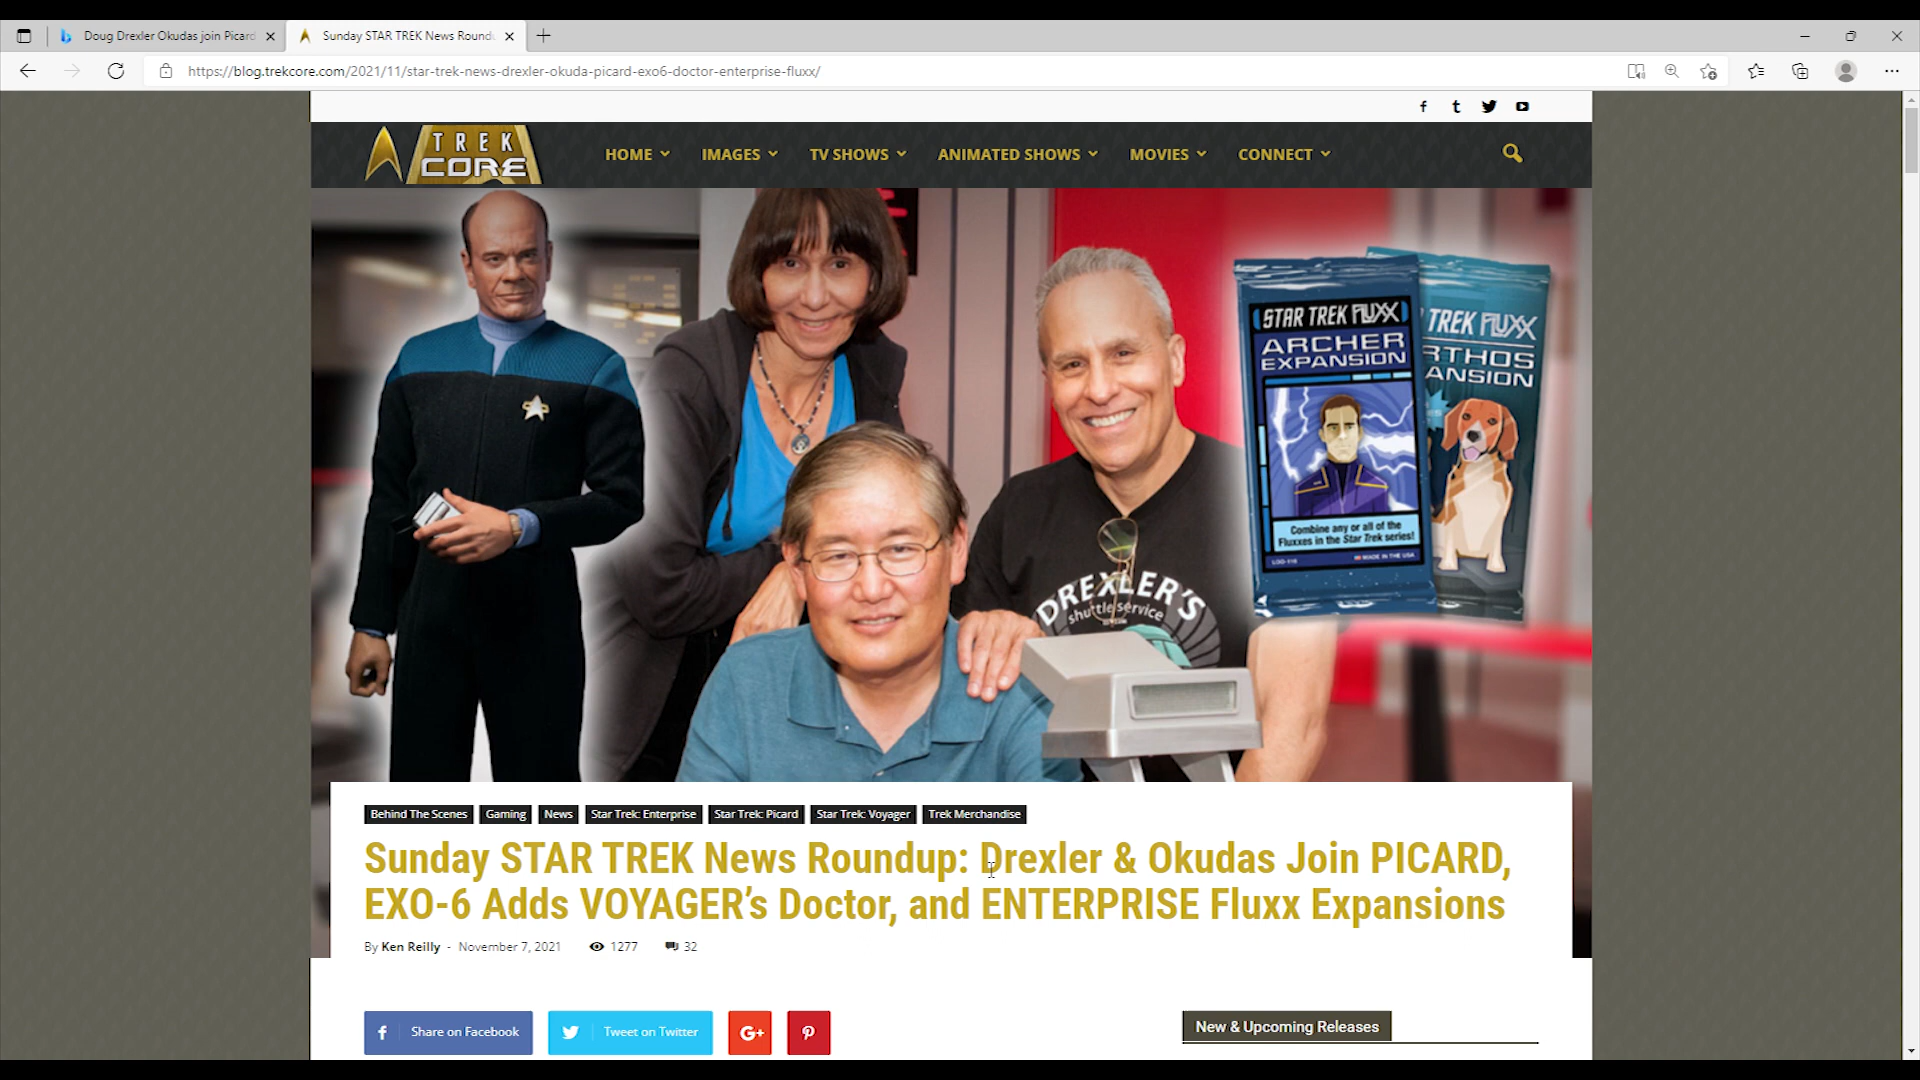 Doug Drexler Okudas join Picard
Sunday STAR TREK News Round
https://blog.trekcore.com/2021/11/star-trek-news-drexler-okuda-picard-exo6-doctor-enterprise-fluxx/
TREK
CORE
HOME
IMAGES
TV SHOWS
ANIMATED SHOWS
MOVIES
CONNECT
STAR TREK FLUXX
ARCHER
EXPANSION
Combine any or all of the
Fluxxes in the Star Trek series!
MADE IN THE USA
TREK FLUXX
RTHOS
ANSION
DREXLER'S
shuttle service
Behind The Scenes
Gaming
News
Star Trek: Enterprise
Star Trek: Picard
Star Trek: Voyager
Trek Merchandise
Sunday STAR TREK News Roundup: Drexler & Okudas Join PICARD,
EXO-6 Adds VOYAGER's Doctor, and ENTERPRISE Fluxx Expansions
By Ken Reilly - November 7, 2021 1277 32
Share on Facebook
Tweet on Twitter
G+
New & Upcoming Releases